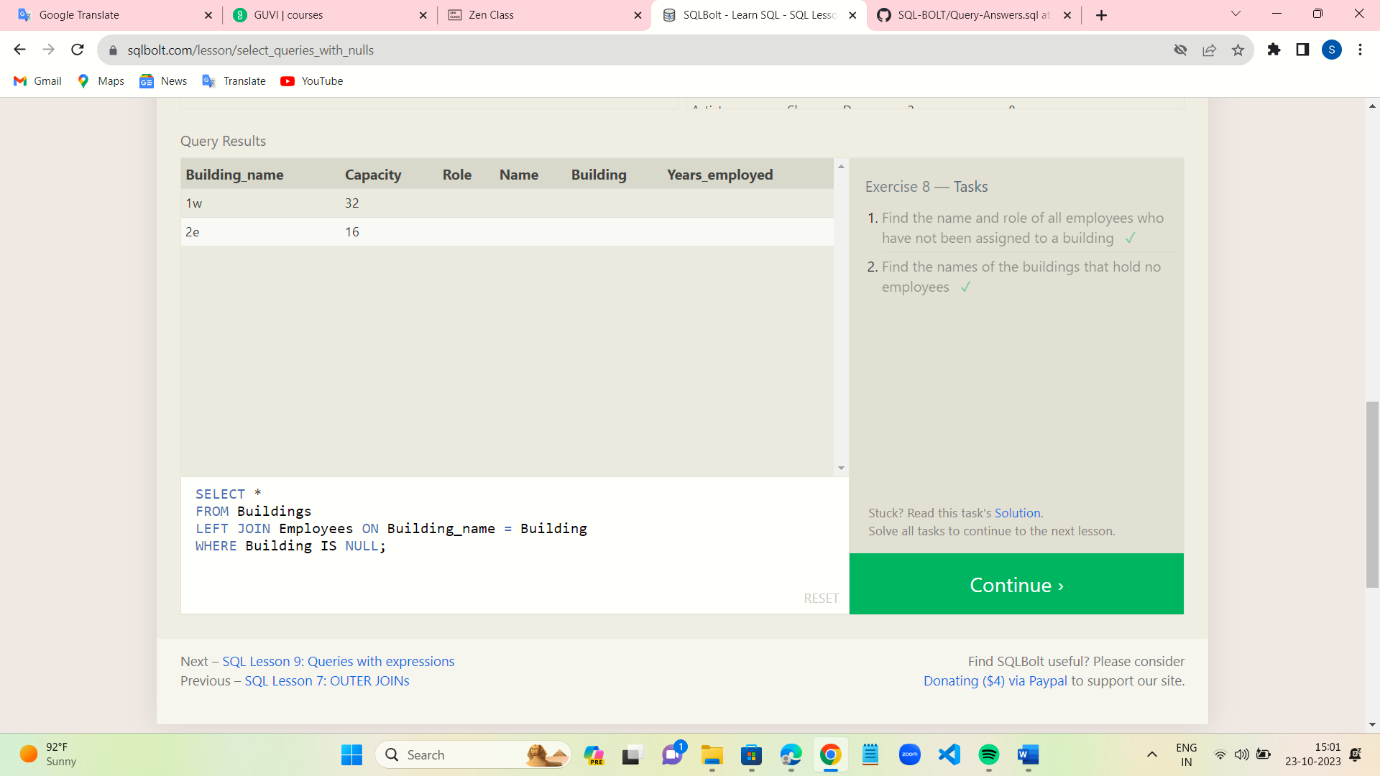 Google Translate
GUVI | courses
Zen Class
SQLBolt - Learn SQL - SQL Lesso
SQL-BOLT/Query-Answers.sql at
sqlbolt.com/lesson/select_queries_with_nulls
S
Gmail
Maps
News
Translate
YouTube
Query Results
Building_name Capacity Role Name Building Years_employed
1w 32
2e 16
Exercise 8 — Tasks
1. Find the name and role of all employees who
have not been assigned to a building ✓
2. Find the names of the buildings that hold no
employees ✓
SELECT *
FROM Buildings
LEFT JOIN Employees ON Building_name = Building
WHERE Building IS NULL;
RESET
Stuck? Read this task's Solution.
Solve all tasks to continue to the next lesson.
Continue ›
Next – SQL Lesson 9: Queries with expressions
Previous – SQL Lesson 7: OUTER JOINs
Find SQLBolt useful? Please consider
Donating ($4) via Paypal to support our site.
92°F
Sunny
Search
PRE
1
zoom
ENG
IN
15:01
23-10-2023